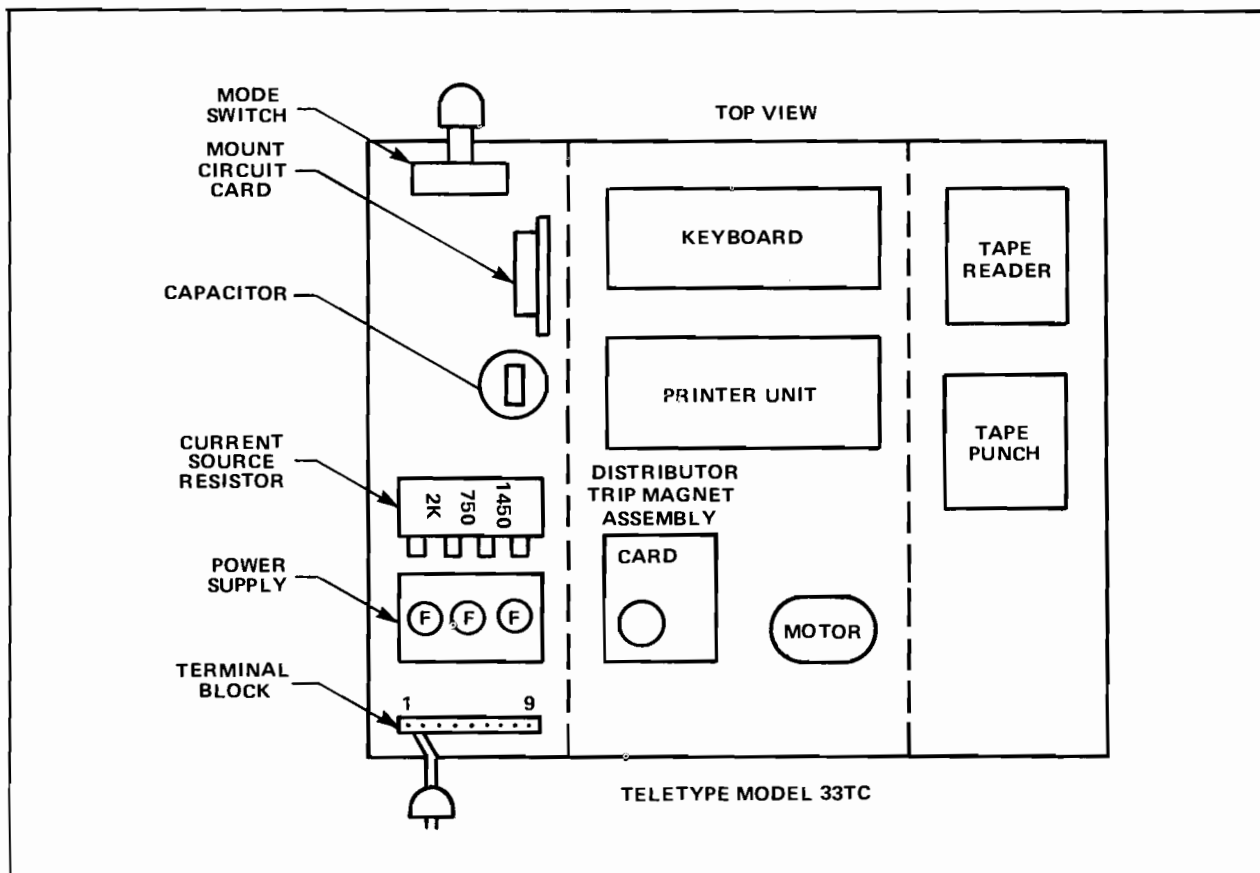 TOP VIEW
MODE
SWITCH
MOUNT
CIRCUIT
CARD
CAPACITOR
CURRENT
SOURCE
RESISTOR
POWER
SUPPLY
TERMINAL
BLOCK
2K
750
1450
F F F
1 9
KEYBOARD
PRINTER UNIT
DISTRIBUTOR
TRIP MAGNET
ASSEMBLY
CARD
MOTOR
TAPE
READER
TAPE
PUNCH
TELETYPE MODEL 33TC